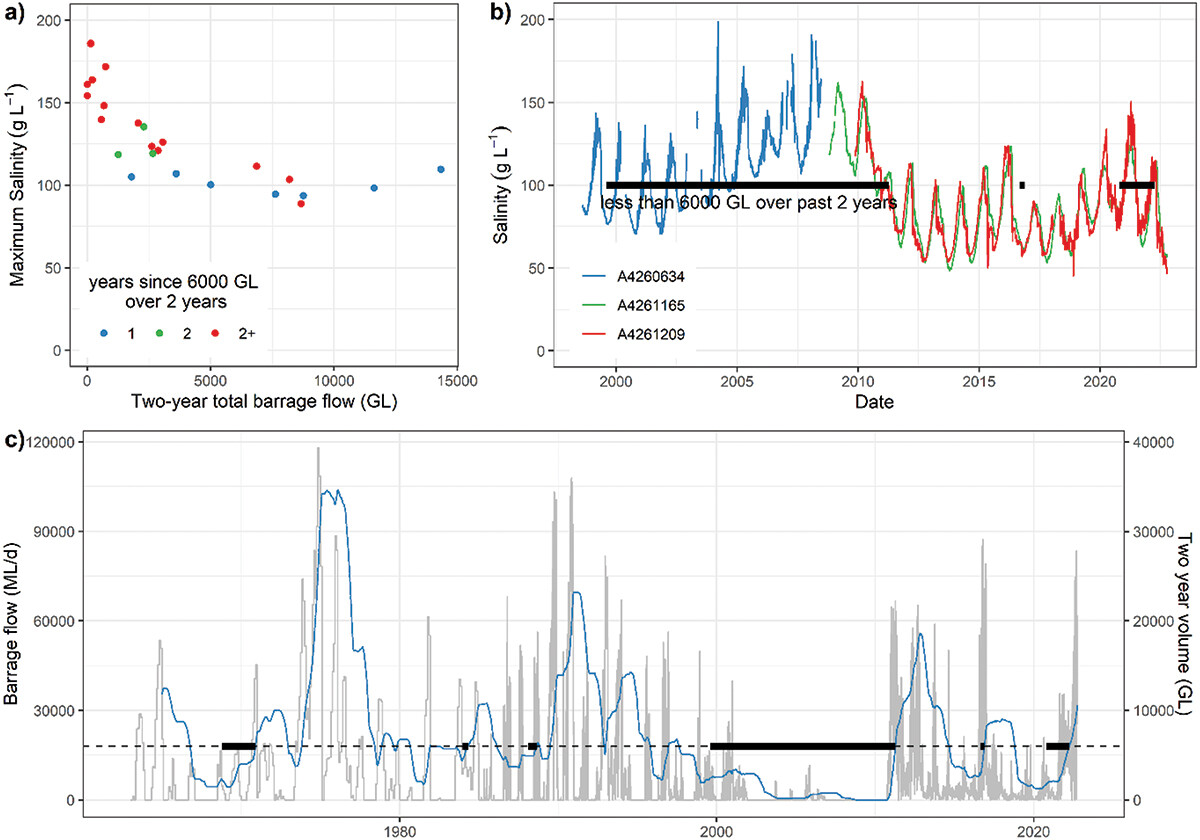 a)
Maximum Salinity (g L⁻¹)
200
150
100
50
0
years since 6000 GL
over 2 years
1 2 2+
0 5000 10000 15000
Two-year total barrage flow (GL)
b)
Salinity (g L⁻¹)
200
150
100
50
0
less than 6000 GL over past 2 years
A4260634
A4261165
A4261209
2000 2005 2010 2015 2020
Date
c)
Barrage flow (ML/d)
120000
90000
60000
30000
0
40000
30000
20000
10000
0
Two year volume
(GL)
1980 2000 2020